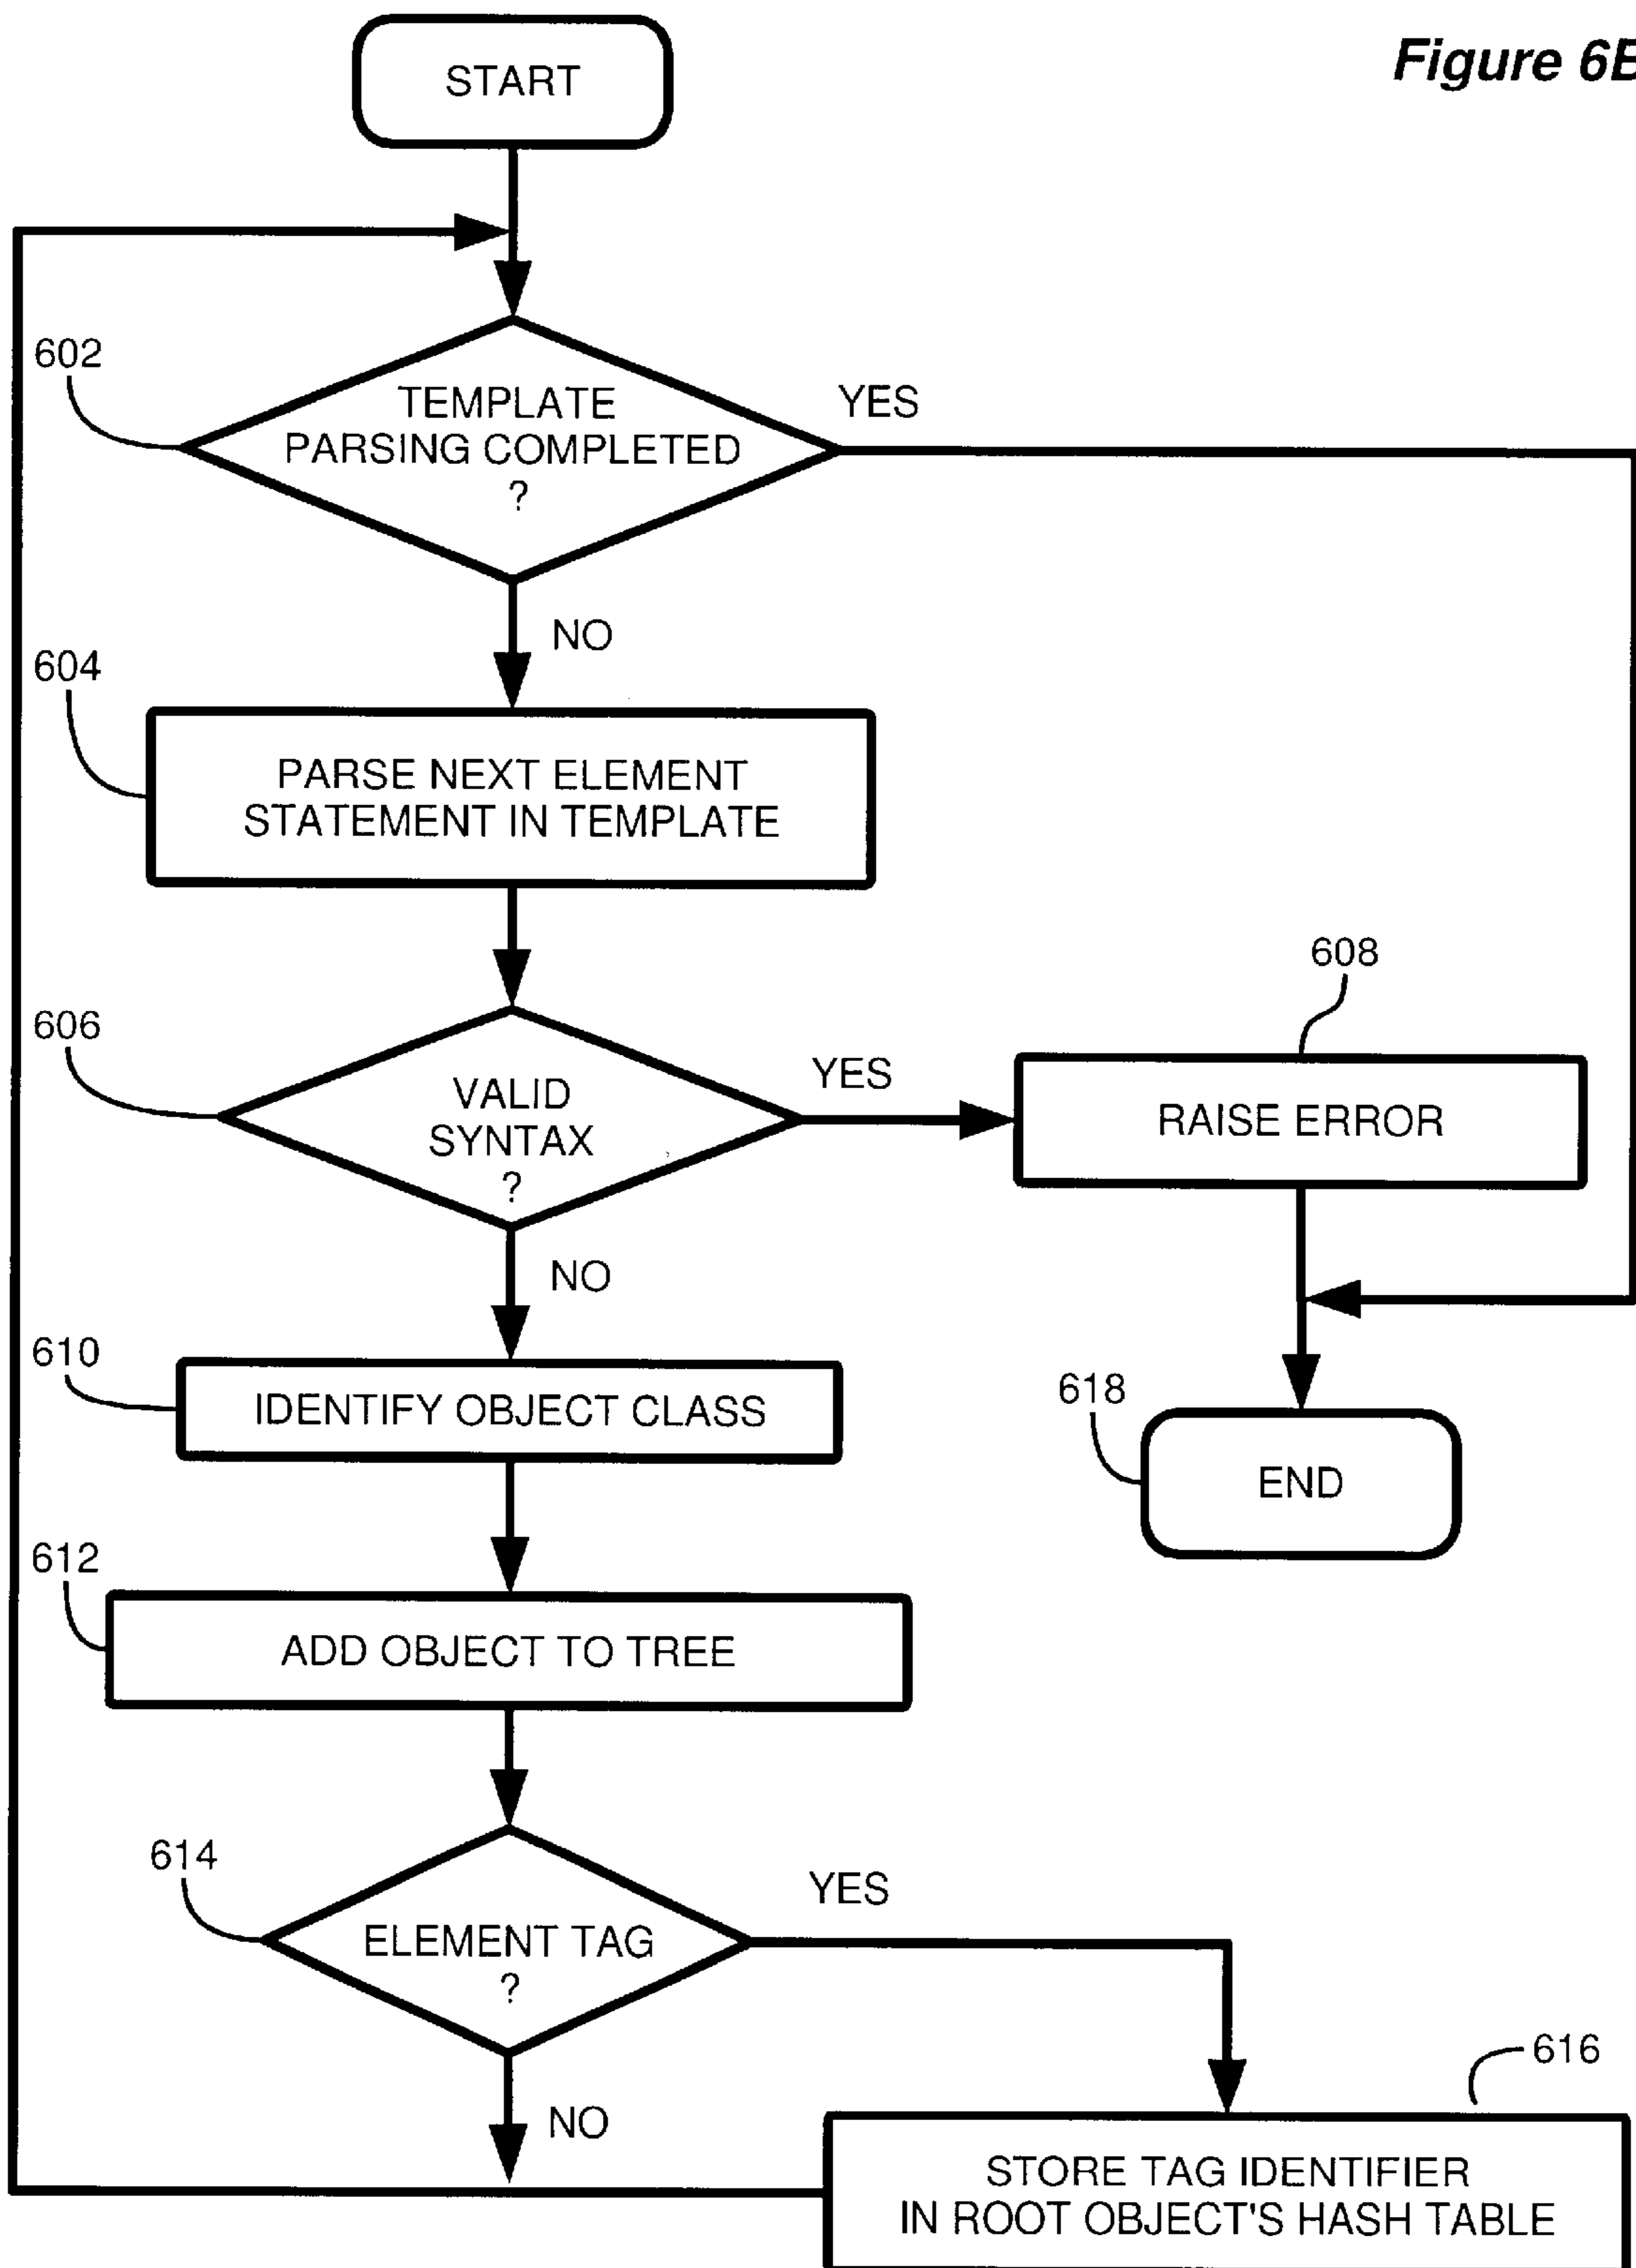 Figure 6B
START
602
TEMPLATE
PARSING COMPLETED
?
YES
NO
604
PARSE NEXT ELEMENT
STATEMENT IN TEMPLATE
606
VALID
SYNTAX
?
YES
608
RAISE ERROR
NO
610
IDENTIFY OBJECT CLASS
618
END
612
ADD OBJECT TO TREE
614
ELEMENT TAG
?
YES
NO
616
STORE TAG IDENTIFIER
IN ROOT OBJECT'S HASH TABLE